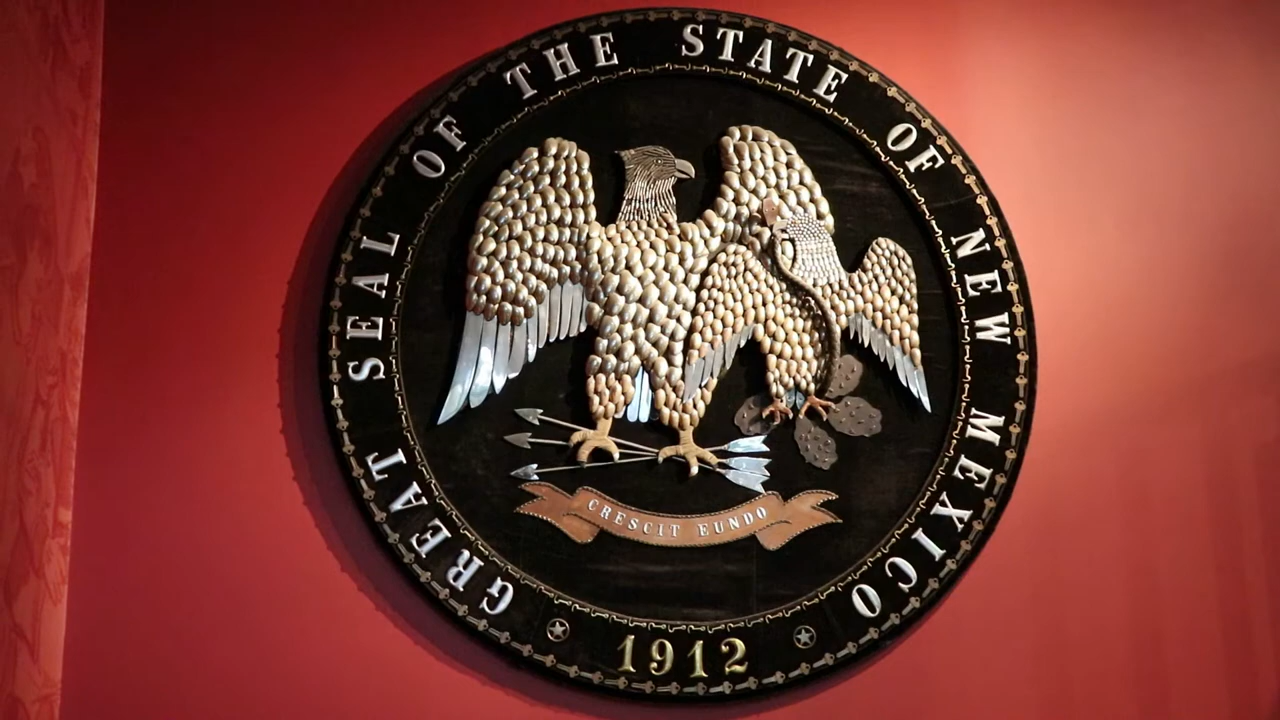 GREAT SEAL OF THE STATE OF NEW MEXICO
CRESCIT EUNDO
1912